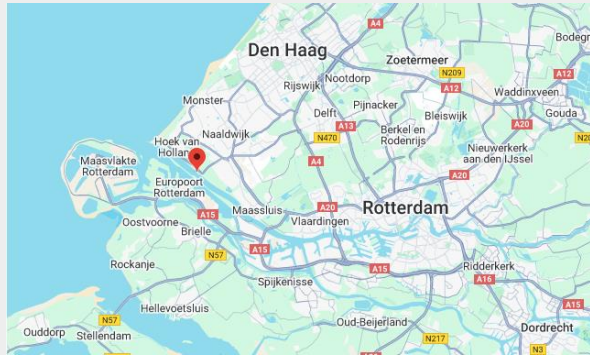 A4
Den Haag
Zoetermeer
Bodegr
N209
A12
Rijswijk
Nootdorp
A12
Waddinxveen
Monster
Delft
Pijnacker
Bleiswijk
Gouda
A20
Naaldwijk
N470
A13
Berkel en
Rodenrijs
N20
Hoek van
Holland
Nieuwerkerk
aan den IJssel
Maasvlakte
Rotterdam
A4
A20
Europoort
Rotterdam
A15
Maassluis
A20
Rotterdam
Oostvoorne
Vlaardingen
Brielle
N57
A15
A15
Ridderkerk
Rockanje
Spijkenisse
A16
Hellevoetsluis
A15
Ouddorp
N57
Oud-Beijerland
Dordrecht
Stellendam
N217
N3